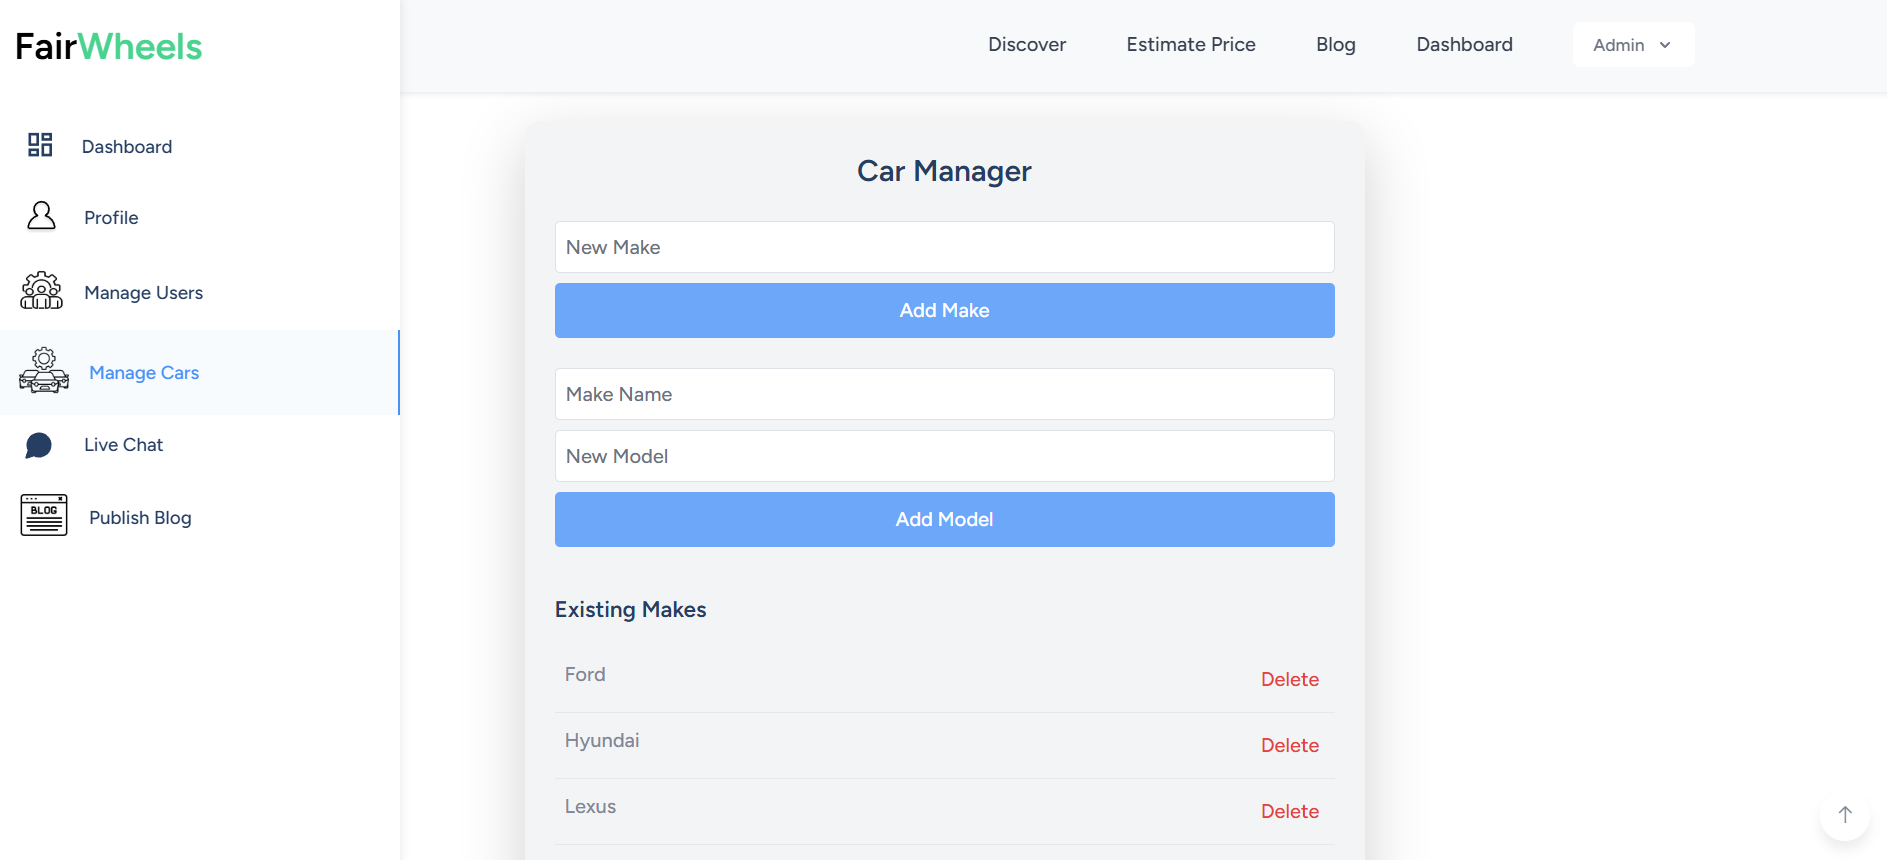 FairWheels
Discover
Estimate Price
Blog
Dashboard
Admin
Dashboard
Profile
Manage Users
Manage Cars
Live Chat
BLOG
Publish Blog
Car Manager
New Make
Add Make
Make Name
New Model
Add Model
Existing Makes
Ford Delete
Hyundai Delete
Lexus Delete